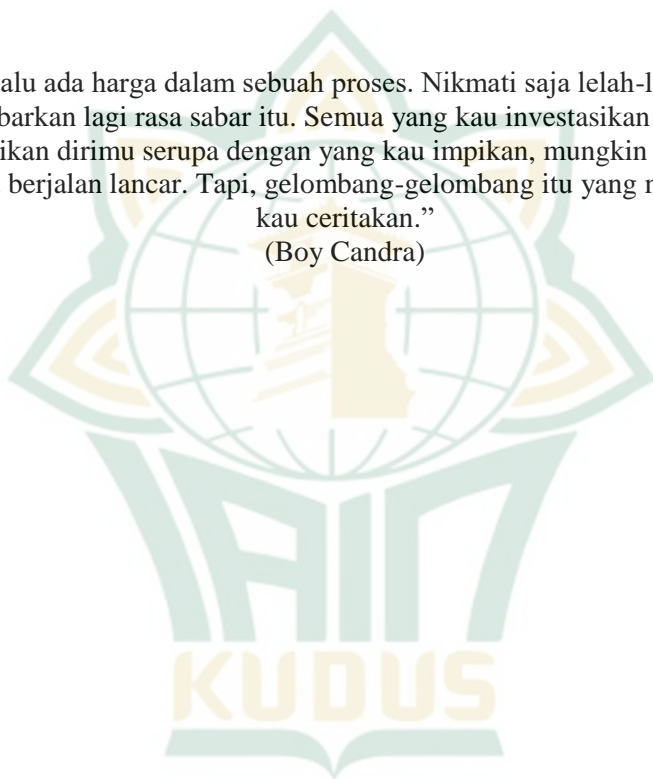 alu ada harga dalam sebuah proses. Nikmati saja lelah-l
barkan lagi rasa sabar itu. Semua yang kau investasikan
ikan dirimu serupa dengan yang kau impikan, mungkin
berjalan lancar. Tapi, gelombang-gelombang itu yang
kau ceritakan.”
(Boy Candra)
IAIN
KUDUS